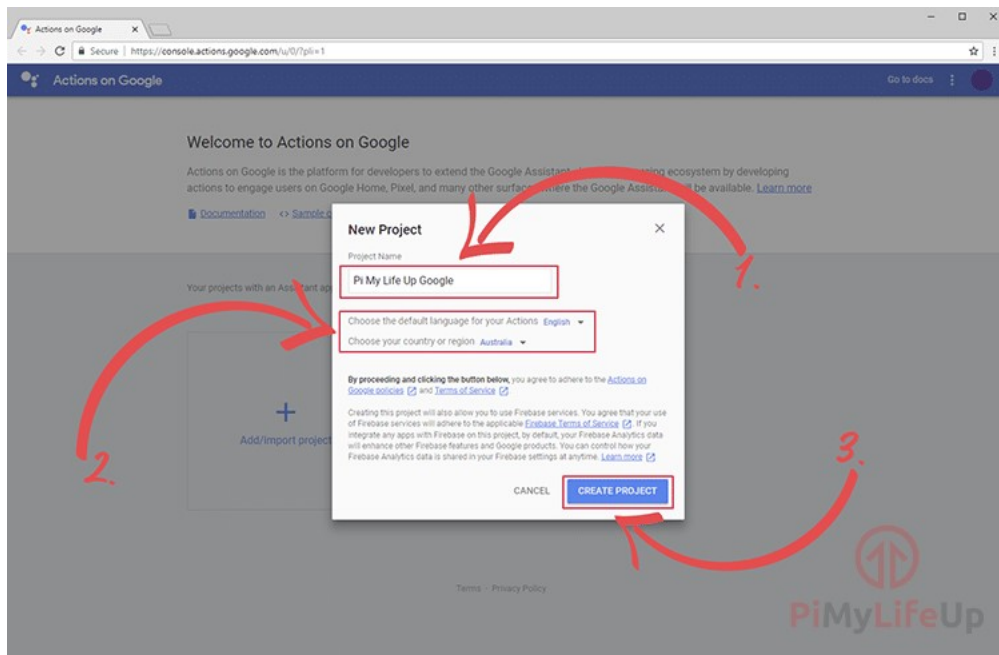 Actions on Google
Secure | https://console.actions.google.com/u/0/?pli=1
Actions on Google
Go to docs
Welcome to Actions on Google
Actions on Google is the platform for developers to extend the Google Assistant ecosystem by developing
actions to engage users on Google Home, Pixel, and many other surfaces where the Google Assistant will be available. Learn more
Documentation <> Sample
New Project
Project Name
Pi My Life Up Google
1.
Your projects with an Assistant
Choose the default language for your Actions English
Choose your country or region Australia
By proceeding and clicking the button below, you agree to adhere to the Actions on
Google policies and Terms of Service
Creating this project will also allow you to use Firebase services. You agree that your use
of Firebase services will adhere to the applicable Firebase Terms of Service. If you
integrate any apps with Firebase on this project, by default, your Firebase Analytics data
will enhance other Firebase features and Google products. You can control how your
Firebase Analytics data is shared in your Firebase settings at anytime. Learn more
Add/import project
2.
3.
CANCEL
CREATE PROJECT
Terms - Privacy Policy
PiMyLifeUp